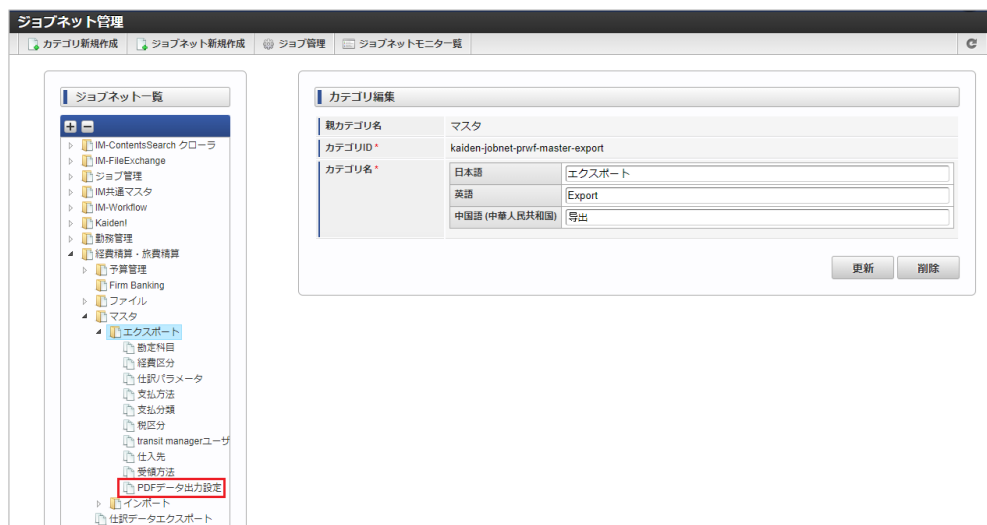 ジョブネット管理
カテゴリ新規作成 ジョブネット新規作成 ジョブ管理 ジョブネットモニター覧
ジョブネット一覧
IM-ContentsSearch クローラ
IM-FileExchange
ジョブ管理
IM共通マスタ
IM-Workflow
Kaiden!
勤務管理
経費精算・旅費精算
予算管理
Firm Banking
ファイル
マスタ
エクスポート
勘定科目
経費区分
仕訳パラメータ
支払方法
支払分類
税区分
transit managerユーザ
仕入先
受領方法
PDFデータ出力設定
インポート
仕訳データエクスポート
カテゴリ編集
親カテゴリ名 マスタ
カテゴリID * kaiden-jobnet-prwf-master-export
カテゴリ名 * 日本語 エクスポート
英語 Export
中国語 (中華人民共和国) 导出
更新 削除